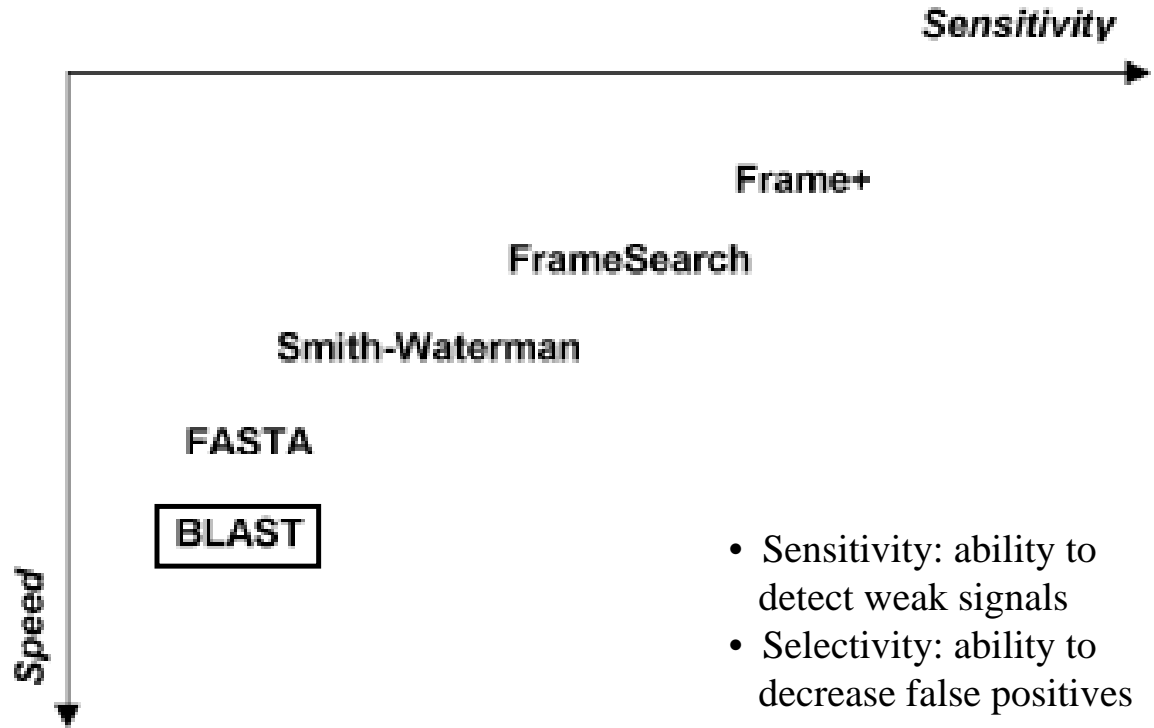 Sensitivity
Frame+
FrameSearch
Smith-Waterman
FASTA
BLAST
Speed
• Sensitivity: ability to
detect weak signals
• Selectivity: ability to
decrease false positives